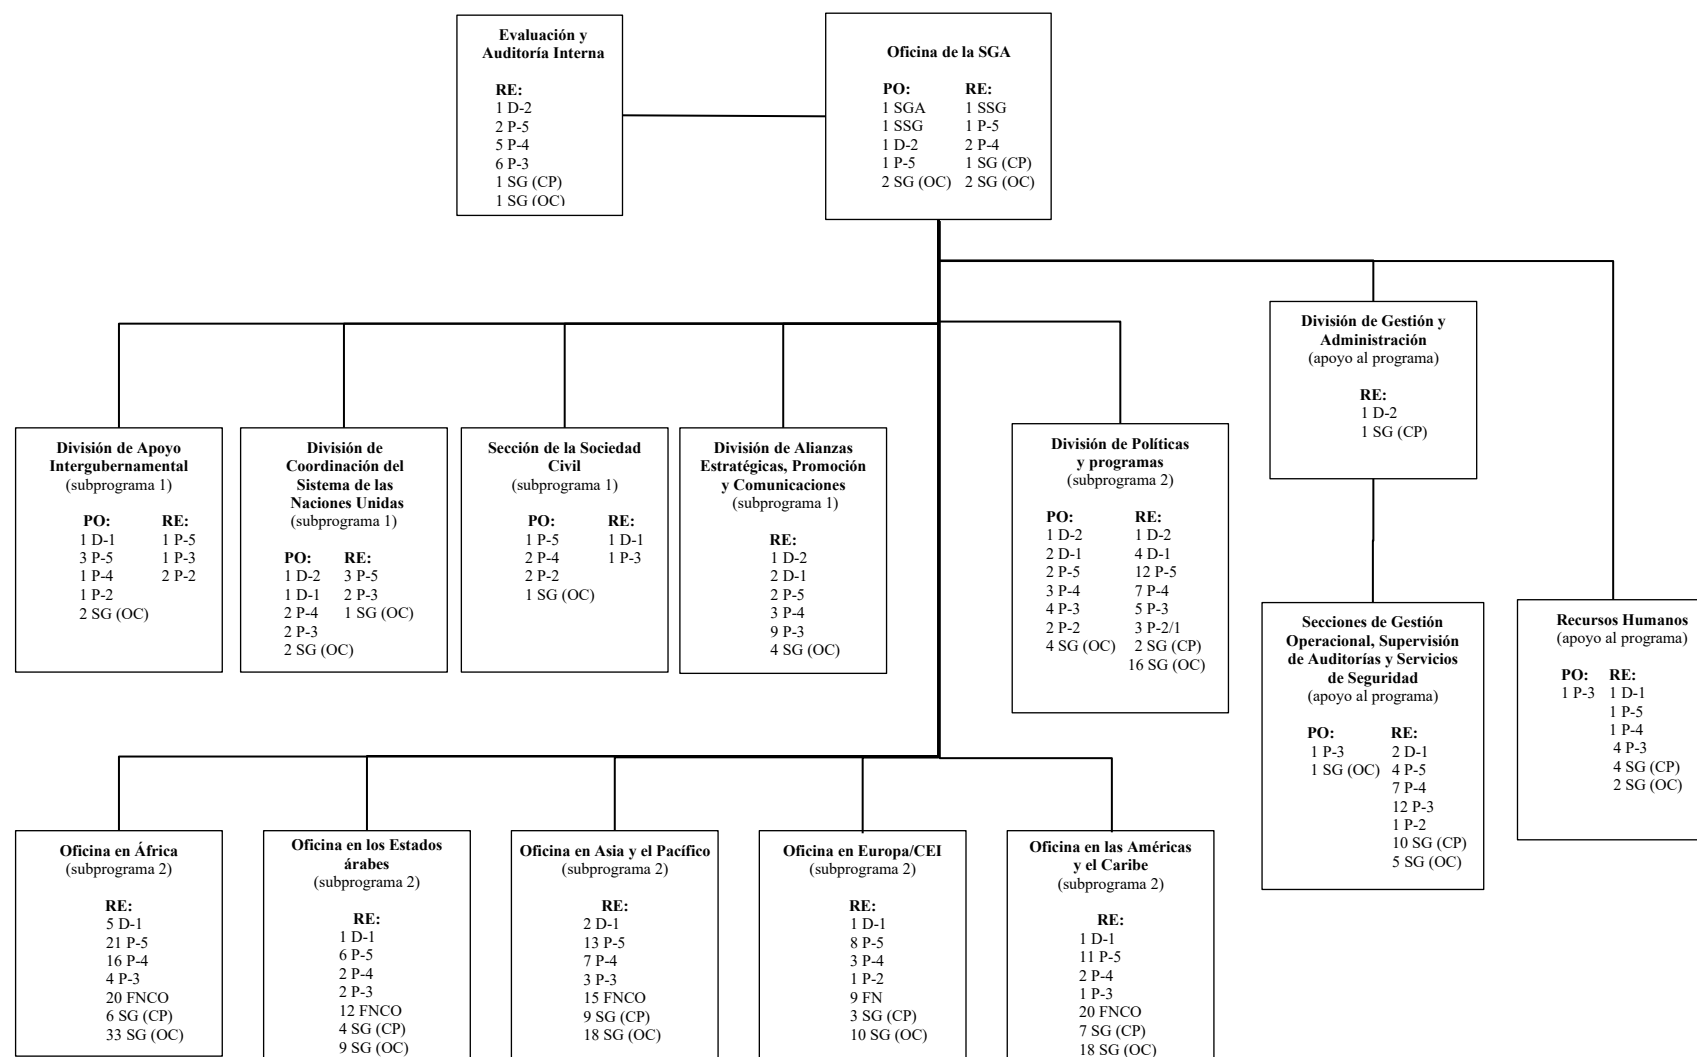 Evaluación y
Auditoría Interna
RE:
1 D-2
2 P-5
5 P-4
6 P-3
1 SG (CP)
1 SG (OC)
Oficina de la SGA
PO: RE:
1 SGA 1 SSG
1 SSG 1 P-5
1 D-2 2 P-4
1 P-5 1 SG (CP)
2 SG (OC) 2 SG (OC)
División de Gestión y
Administración
(apoyo al programa)
RE:
1 D-2
1 SG (CP)
División de Apoyo
Intergubernamental
(subprograma 1)
PO: RE:
1 D-1 1 P-5
3 P-5 1 P-3
1 P-4 2 P-2
1 P-2
2 SG (OC)
División de
Coordinación del
Sistema de las
Naciones Unidas
(subprograma 1)
PO: RE:
1 D-2 3 P-5
1 D-1 2 P-3
2 P-4 1 SG (OC)
2 P-3
2 SG (OC)
Sección de la Sociedad
Civil
(subprograma 1)
PO: RE:
1 P-5 1 D-1
2 P-4 1 P-3
2 P-2
1 SG (OC)
División de Alianzas
Estratégicas, Promoción
y Comunicaciones
(subprograma 1)
RE:
1 D-2
2 D-1
2 P-5
3 P-4
9 P-3
4 SG (OC)
División de Políticas
y programas
(subprograma 2)
PO: RE:
1 D-2 1 D-2
2 D-1 4 D-1
2 P-5 12 P-5
3 P-4 7 P-4
4 P-3 5 P-3
2 P-2 3 P-2/1
4 SG (OC) 2 SG (CP)
16 SG (OC)
Secciones de Gestión
Operacional, Supervisión
de Auditorías y Servicios
de Seguridad
(apoyo al programa)
PO: RE:
1 P-3 2 D-1
1 SG (OC) 4 P-5
7 P-4
12 P-3
1 P-2
10 SG (CP)
5 SG (OC)
Recursos Humanos
(apoyo al programa)
PO: RE:
1 P-3 1 D-1
1 P-5
1 P-4
4 P-3
4 SG (CP)
2 SG (OC)
Oficina en África
(subprograma 2)
RE:
5 D-1
21 P-5
16 P-4
4 P-3
20 FNCO
6 SG (CP)
33 SG (OC)
Oficina en los Estados
árabes
(subprograma 2)
RE:
1 D-1
6 P-5
2 P-4
2 P-3
12 FNCO
4 SG (CP)
9 SG (OC)
Oficina en Asia y el Pacífico
(subprograma 2)
RE:
2 D-1
13 P-5
7 P-4
3 P-3
15 FNCO
9 SG (CP)
18 SG (OC)
Oficina en Europa/CEI
(subprograma 2)
RE:
1 D-1
8 P-5
3 P-4
1 P-2
9 FN
3 SG (CP)
10 SG (OC)
Oficina en las Américas
y el Caribe
(subprograma 2)
RE:
1 D-1
11 P-5
2 P-4
1 P-3
20 FNCO
7 SG (CP)
18 SG (OC)